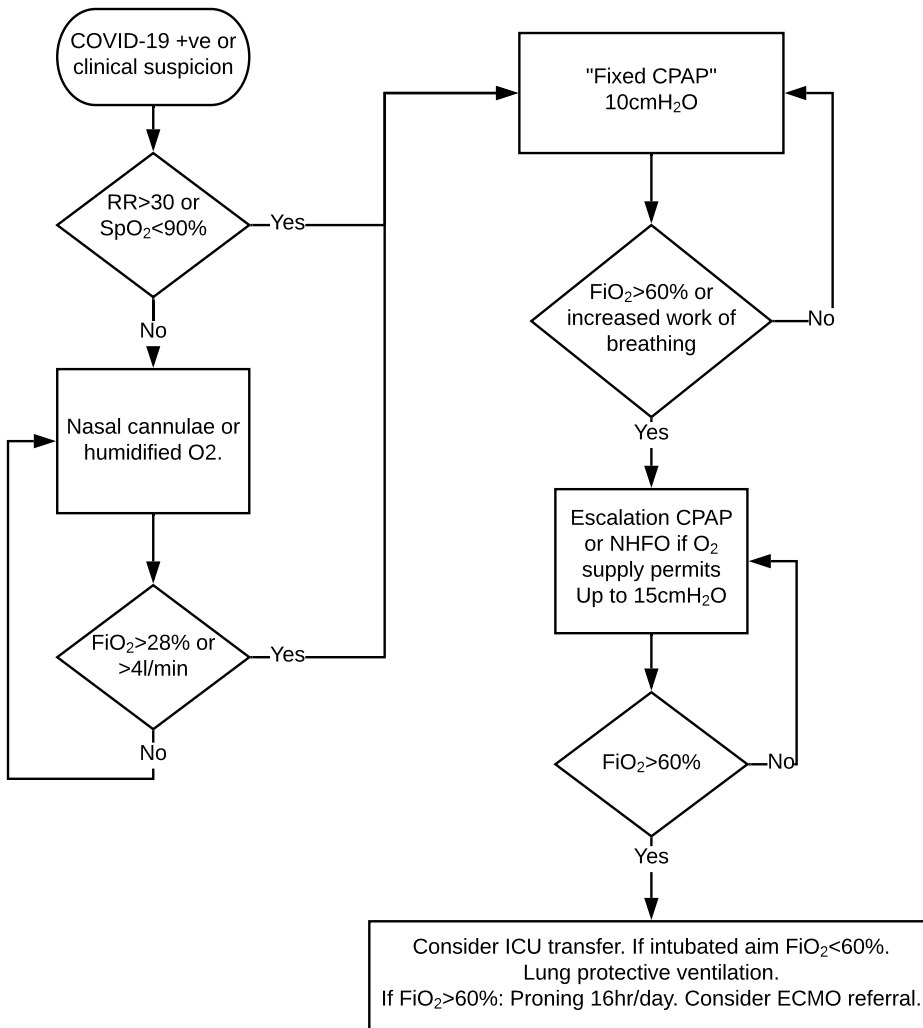 COVID-19 +ve or
clinical suspicion
RR>30 or
SpO₂<90%
Yes
No
Nasal cannulae or
humidified O2.
FiO₂>28% or
>4l/min
Yes
No
"Fixed CPAP"
10cmH₂O
FiO₂>60% or
increased work of
breathing
No
Yes
Escalation CPAP
or NHFO if O₂
supply permits
Up to 15cmH₂O
FiO₂>60%
No
Yes
Consider ICU transfer. If intubated aim FiO₂<60%.
Lung protective ventilation.
If FiO₂>60%: Proning 16hr/day. Consider ECMO referral.